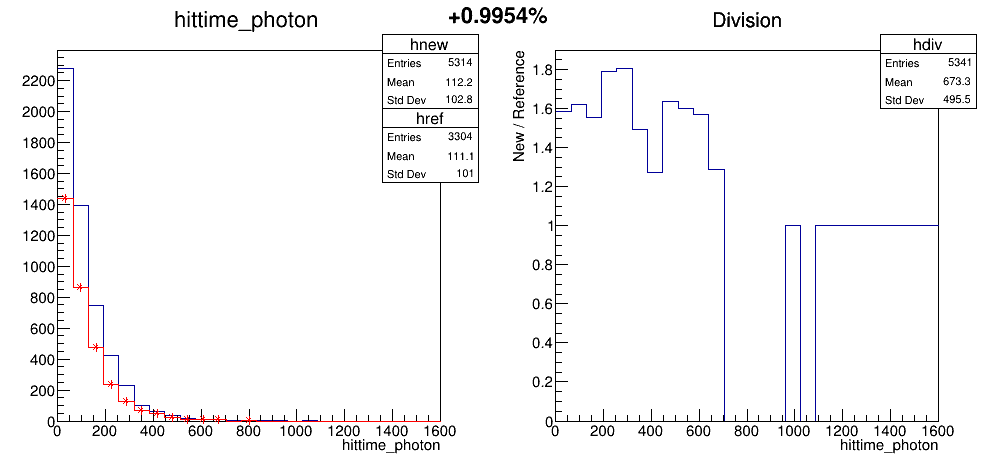 +0.9954%
hittime_photon
hnew
Entries 5314
Mean 112.2
Std Dev 102.8
href
Entries 3304
Mean 111.1
Std Dev 101
2200
2000
1800
1600
1400
1200
1000
800
600
400
200
0
0 200 400 600 800 1000 1200 1400 1600
hittime_photon
Division
hdiv
Entries 5341
Mean 673.3
Std Dev 495.5
New / Reference
1.8
1.6
1.4
1.2
1
0.8
0.6
0.4
0.2
0
0 200 400 600 800 1000 1200 1400 1600
hittime_photon